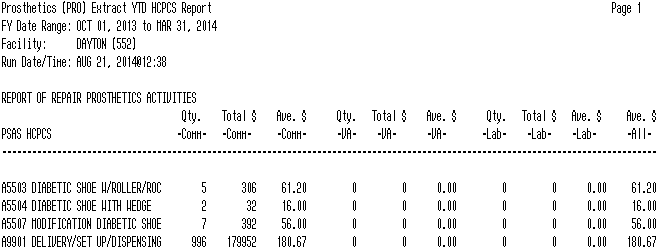 Prosthetics (PRO) Extract YTD HCPCS Report Page 1
FY Date Range: OCT 01, 2013 to MAR 31, 2014
Facility: DAYTON (552)
Run Date/Time: AUG 21, 2014@12:38
REPORT OF REPAIR PROSTHETICS ACTIVITIES
Qty. Total $ Ave. $ Qty. Total $ Ave. $ Qty. Total $ Ave. $ Ave. $
PSAS HCPCS -Comm- -Comm- -Comm- -VA- -VA- -VA- -Lab- -Lab- -Lab- -All-
A5503 DIABETIC SHOE W/ROLLER/ROC 5 306 61.20 0 0 0.00 0 0 0.00 61.20
A5504 DIABETIC SHOE WITH WEDGE 2 32 16.00 0 0 0.00 0 0 0.00 16.00
A5507 MODIFICATION DIABETIC SHOE 7 392 56.00 0 0 0.00 0 0 0.00 56.00
A9901 DELIVERY/SET UP/DISPENSING 996 179952 180.67 0 0 0.00 0 0 0.00 180.67